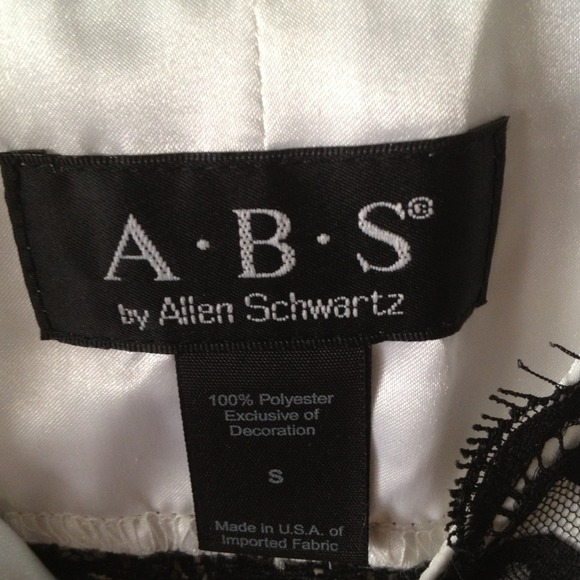 A·B·S®
by Allen Schwartz
100% Polyester
Exclusive of
Decoration
S
Made in U.S.A. of
Imported Fabric